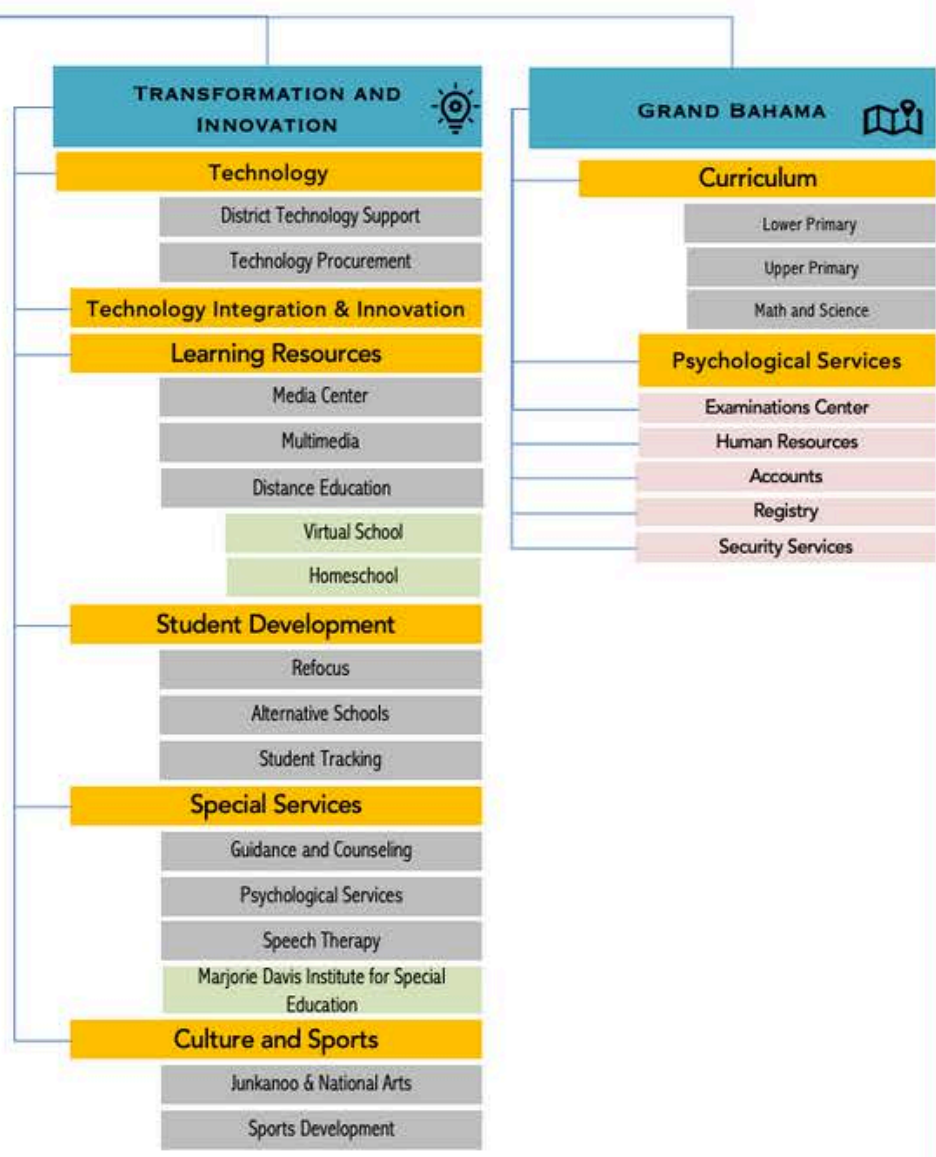 TRANSFORMATION AND
INNOVATION
Technology
District Technology Support
Technology Procurement
Technology Integration & Innovation
Learning Resources
Media Center
Multimedia
Distance Education
Virtual School
Homeschool
Student Development
Refocus
Alternative Schools
Student Tracking
Special Services
Guidance and Counseling
Psychological Services
Speech Therapy
Marjorie Davis Institute for Special
Education
Culture and Sports
Junkanoo & National Arts
Sports Development
GRAND BAHAMA
Curriculum
Lower Primary
Upper Primary
Math and Science
Psychological Services
Examinations Center
Human Resources
Accounts
Registry
Security Services